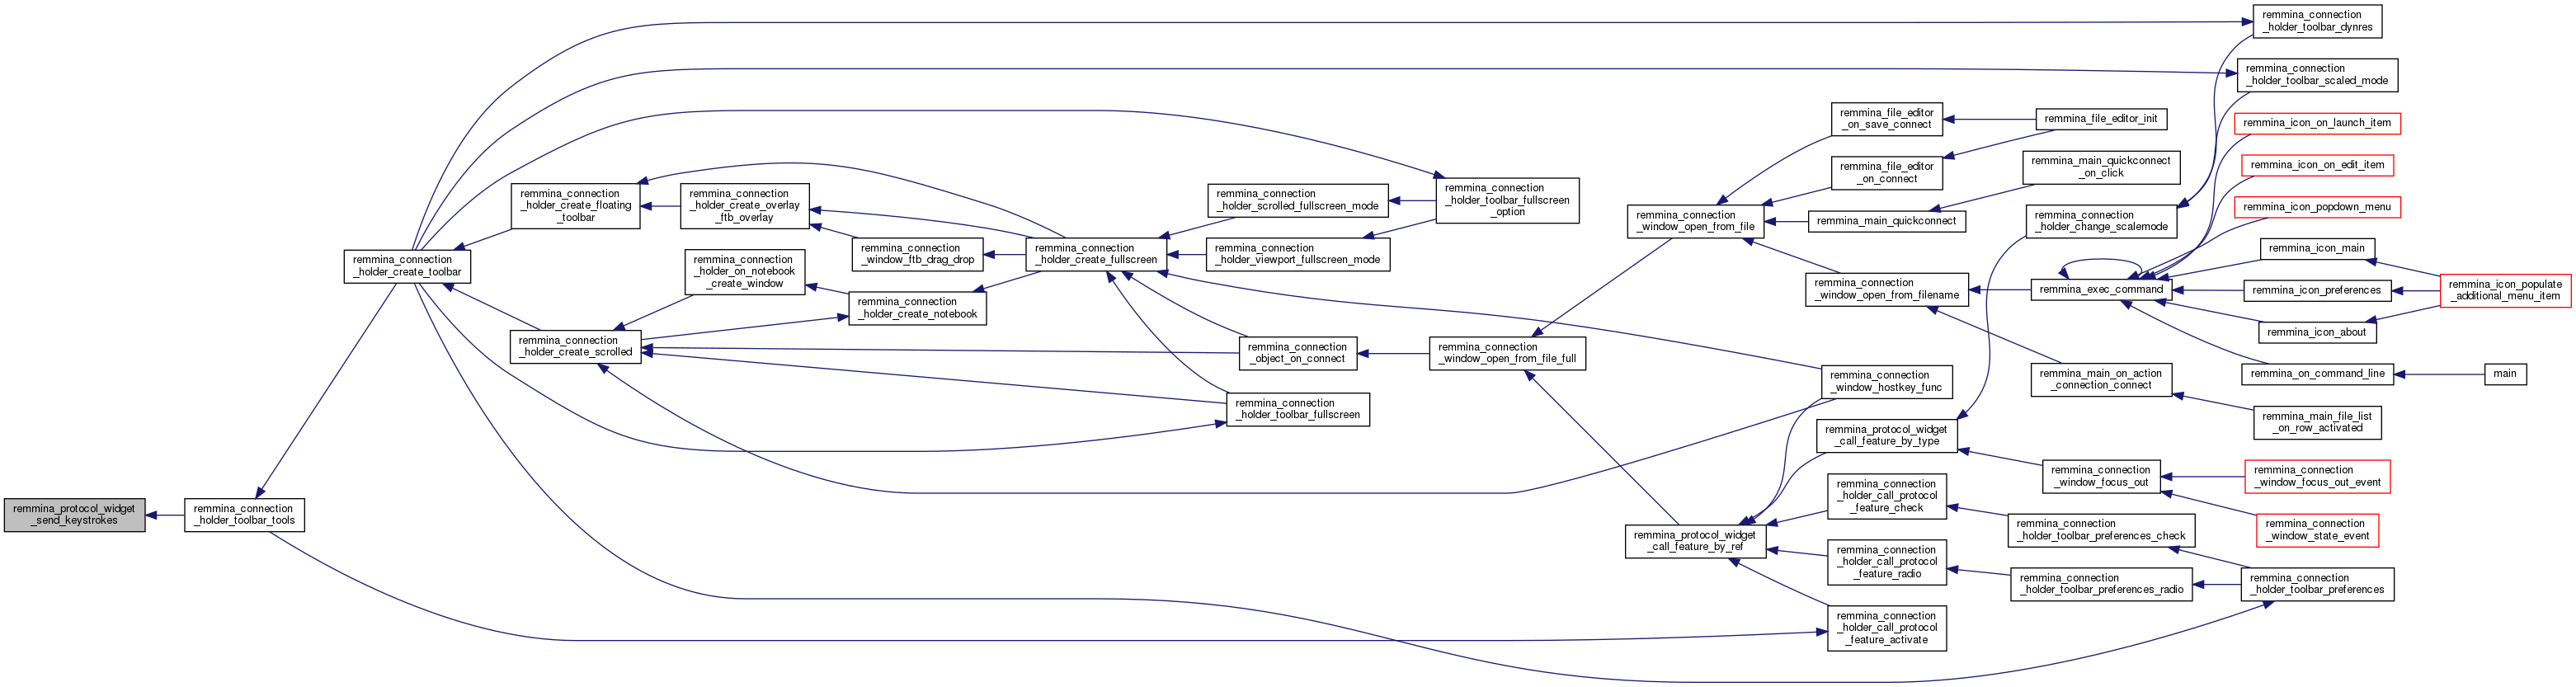 remmina_protocol_widget
_send_keystrokes
remmina_connection
_holder_toolbar_tools
remmina_connection
_holder_create_toolbar
remmina_connection
_holder_create_floating
_toolbar
remmina_connection
_holder_create_scrolled
remmina_connection
_holder_create_overlay
_ftb_overlay
remmina_connection
_holder_on_notebook
_create_window
remmina_connection
_window_ftb_drag_drop
remmina_connection
_holder_create_notebook
remmina_connection
_holder_create_fullscreen
remmina_connection
_holder_scrolled_fullscreen_mode
remmina_connection
_holder_viewport_fullscreen_mode
remmina_connection
_object_on_connect
remmina_connection
_holder_toolbar_fullscreen
remmina_connection
_holder_toolbar_fullscreen
_option
remmina_connection
_window_open_from_file_full
remmina_connection
_window_open_from_file
remmina_protocol_widget
_call_feature_by_ref
remmina_file_editor
_on_save_connect
remmina_file_editor
_on_connect
remmina_main_quickconnect
remmina_connection
_window_open_from_filename
remmina_connection
_window_hostkey_func
remmina_protocol_widget
_call_feature_by_type
remmina_connection
_holder_call_protocol
_feature_check
remmina_connection
_holder_call_protocol
_feature_radio
remmina_connection
_holder_call_protocol
_feature_activate
remmina_file_editor_init
remmina_main_quickconnect
_on_click
remmina_connection
_holder_change_scalemode
remmina_exec_command
remmina_main_on_action
_connection_connect
remmina_connection
_window_focus_out
remmina_connection
_holder_toolbar_preferences_check
remmina_connection
_holder_toolbar_preferences_radio
remmina_connection
_holder_toolbar_dynres
remmina_connection
_holder_toolbar_scaled_mode
remmina_icon_on_launch_item
remmina_icon_on_edit_item
remmina_icon_popdown_menu
remmina_icon_main
remmina_icon_preferences
remmina_icon_about
remmina_on_command_line
remmina_main_file_list
_on_row_activated
remmina_connection
_window_focus_out_event
remmina_connection
_window_state_event
remmina_connection
_holder_toolbar_preferences
remmina_icon_populate
_additional_menu_item
main